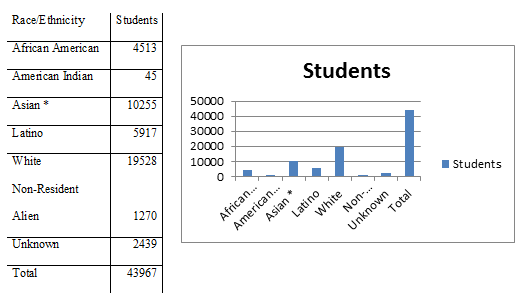 Race/Ethnicity Students
African American 4513
American Indian 45
Asian * 10255
Latino 5917
White 19528
Non-Resident
Alien 1270
Unknown 2439
Total 43967
Students
50000
40000
30000
20000
10000
0
African...
American...
Asian *
Latino
White
Non-...
Unknown
Total
Students